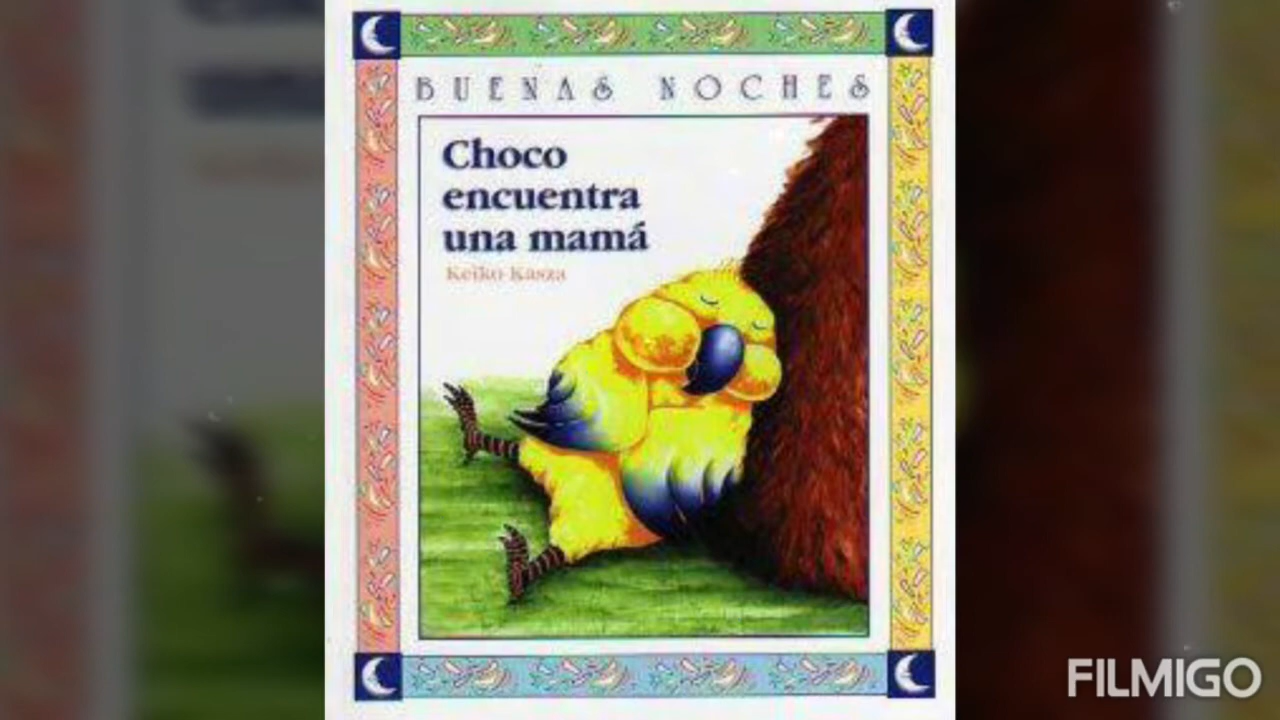 BUENAS NOCHES
Choco
encuentra
una mamá
Keiko Kasza
FILMIGO